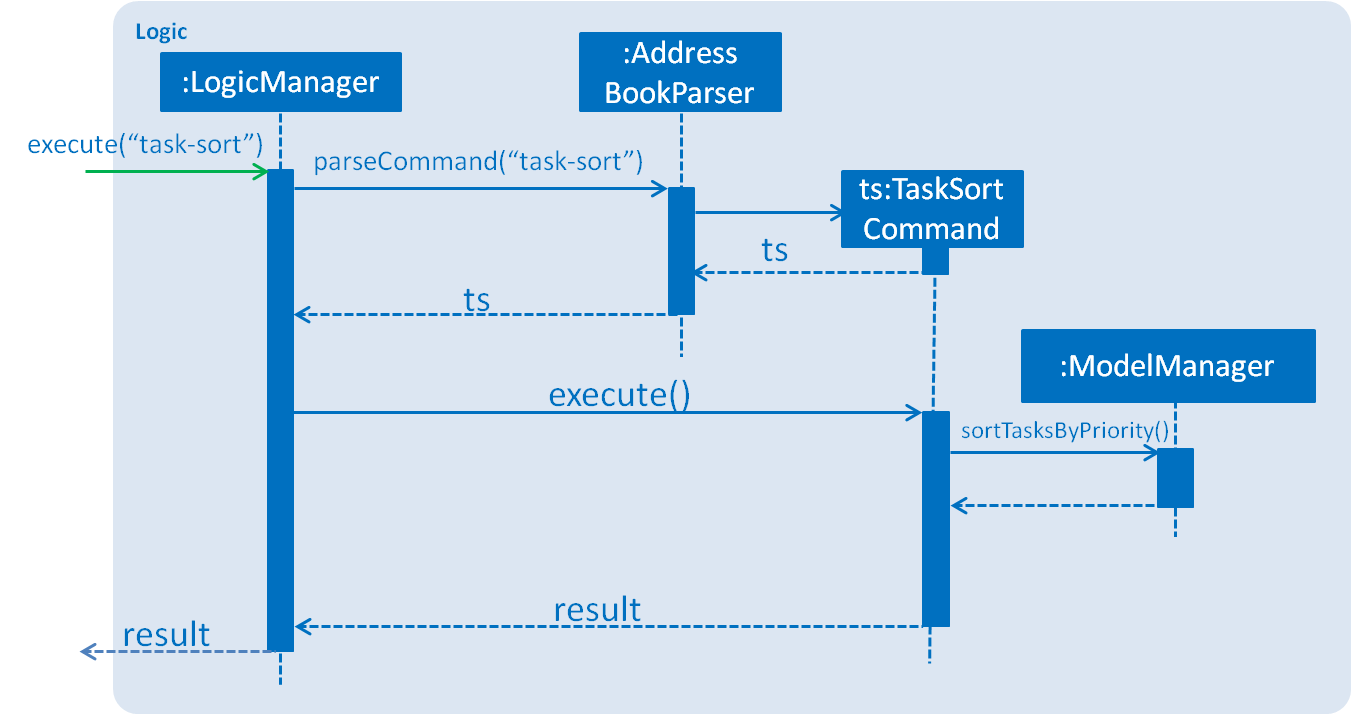 Logic
:LogicManager
:Address
BookParser
execute(“task-sort”)
parseCommand(“task-sort”)
ts:TaskSort
Command
ts
ts
:ModelManager
execute()
sortTasksByPriority()
result
result